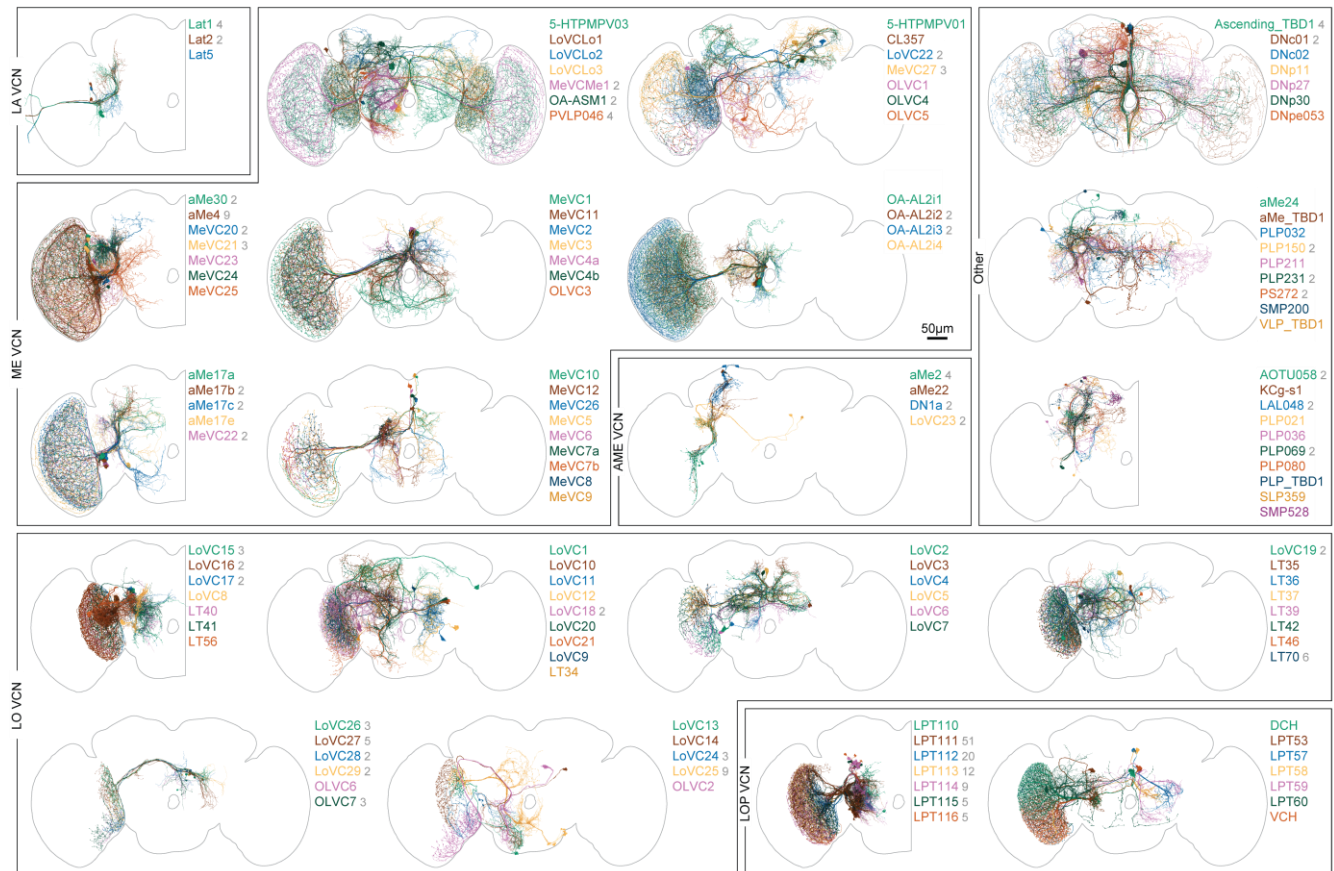 LA VCN
Lat1 4
Lat2 2
Lat5
5-HTPMPV03
LoVCLo1
LoVCLo2
LoVCLo3
MeVCMe1 2
OA-ASM1 2
PVLP046 4
5-HTPMPV01
CL357
LoVC22 2
MeVC27 3
OLVC1
OLVC4
OLVC5
Other
Ascending_TBD1 4
DNc01 2
DNc02
DNp11
DNp27
DNp30
DNpe053
ME VCN
aMe30 2
aMe4 9
MeVC20 2
MeVC21 3
MeVC23
MeVC24
MeVC25
MeVC1
MeVC11
MeVC2
MeVC3
MeVC4a
MeVC4b
OLVC3
OA-AL2i1
OA-AL2i2 2
OA-AL2i3 2
OA-AL2i4
50µm
aMe24
aMe_TBD1
PLP032
PLP150 2
PLP211
PLP231 2
PS272 2
SMP200
VLP_TBD1
aMe17a
aMe17b 2
aMe17c 2
aMe17e
MeVC22 2
MeVC10
MeVC12
MeVC26
MeVC5
MeVC6
MeVC7a
MeVC7b
MeVC8
MeVC9
AME VCN
aMe2 4
aMe22
DN1a 2
LoVC23 2
AOTU058 2
KCg-s1
LAL048 2
PLP021
PLP036
PLP069 2
PLP080
PLP_TBD1
SLP359
SMP528
LO VCN
LoVC15 3
LoVC16 2
LoVC17 2
LoVC8
LT40
LT41
LT56
LoVC1
LoVC10
LoVC11
LoVC12
LoVC18 2
LoVC20
LoVC21
LoVC9
LT34
LoVC2
LoVC3
LoVC4
LoVC5
LoVC6
LoVC7
LoVC19 2
LT35
LT36
LT37
LT39
LT42
LT46
LT70 6
LoVC26 3
LoVC27 5
LoVC28 2
LoVC29 2
OLVC6
OLVC7 3
LoVC13
LoVC14
LoVC24 3
LoVC25 9
OLVC2
LOP VCN
LPT110
LPT111 51
LPT112 20
LPT113 12
LPT114 9
LPT115 5
LPT116 5
DCH
LPT53
LPT57
LPT58
LPT59
LPT60
VCH